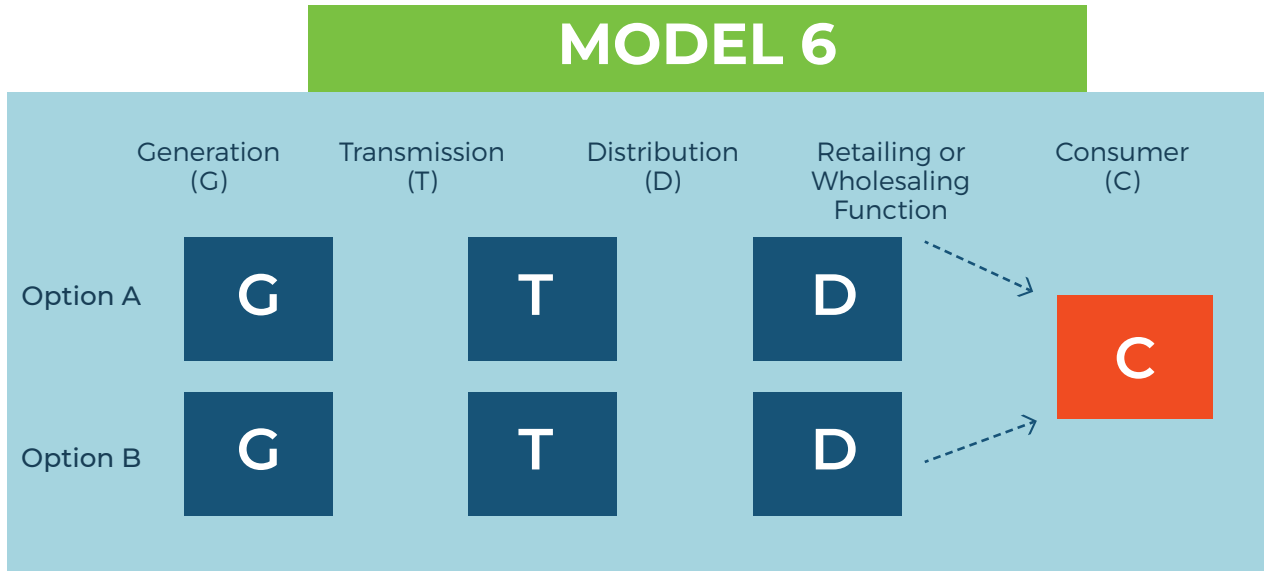 MODEL 6
Generation
(G)
Transmission
(T)
Distribution
(D)
Retailing or
Wholesaling
Function
Consumer
(C)
Option A
G
T
D
C
Option B
G
T
D